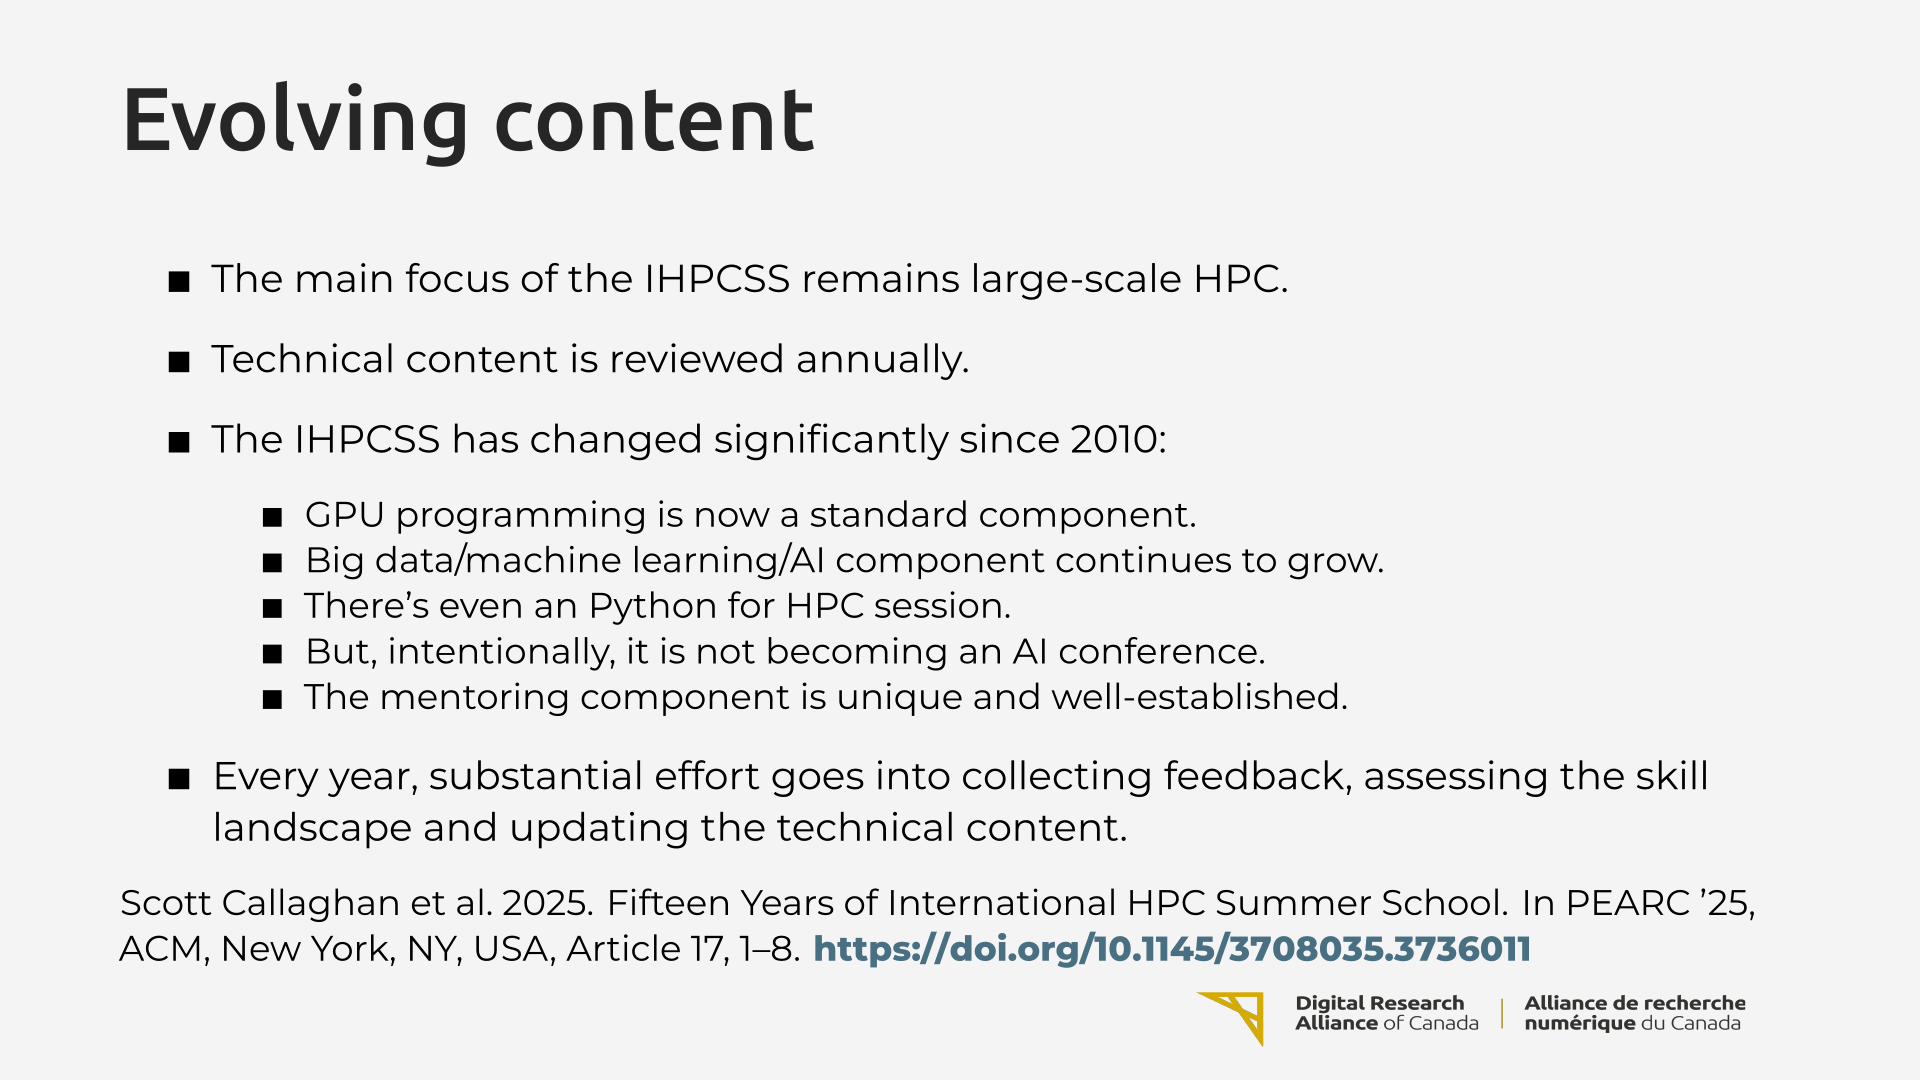 Evolving content
■ The main focus of the IHPCSS remains large-scale HPC.
■ Technical content is reviewed annually.
■ The IHPCSS has changed significantly since 2010:
■ GPU programming is now a standard component.
■ Big data/machine learning/AI component continues to grow.
■ There’s even an Python for HPC session.
■ But, intentionally, it is not becoming an AI conference.
■ The mentoring component is unique and well-established.
■ Every year, substantial effort goes into collecting feedback, assessing the skill
landscape and updating the technical content.
Scott Callaghan et al. 2025. Fifteen Years of International HPC Summer School. In PEARC ’25,
ACM, New York, NY, USA, Article 17, 1–8. https://doi.org/10.1145/3708035.3736011
Digital Research
Alliance of Canada
Alliance de recherche
numérique du Canada